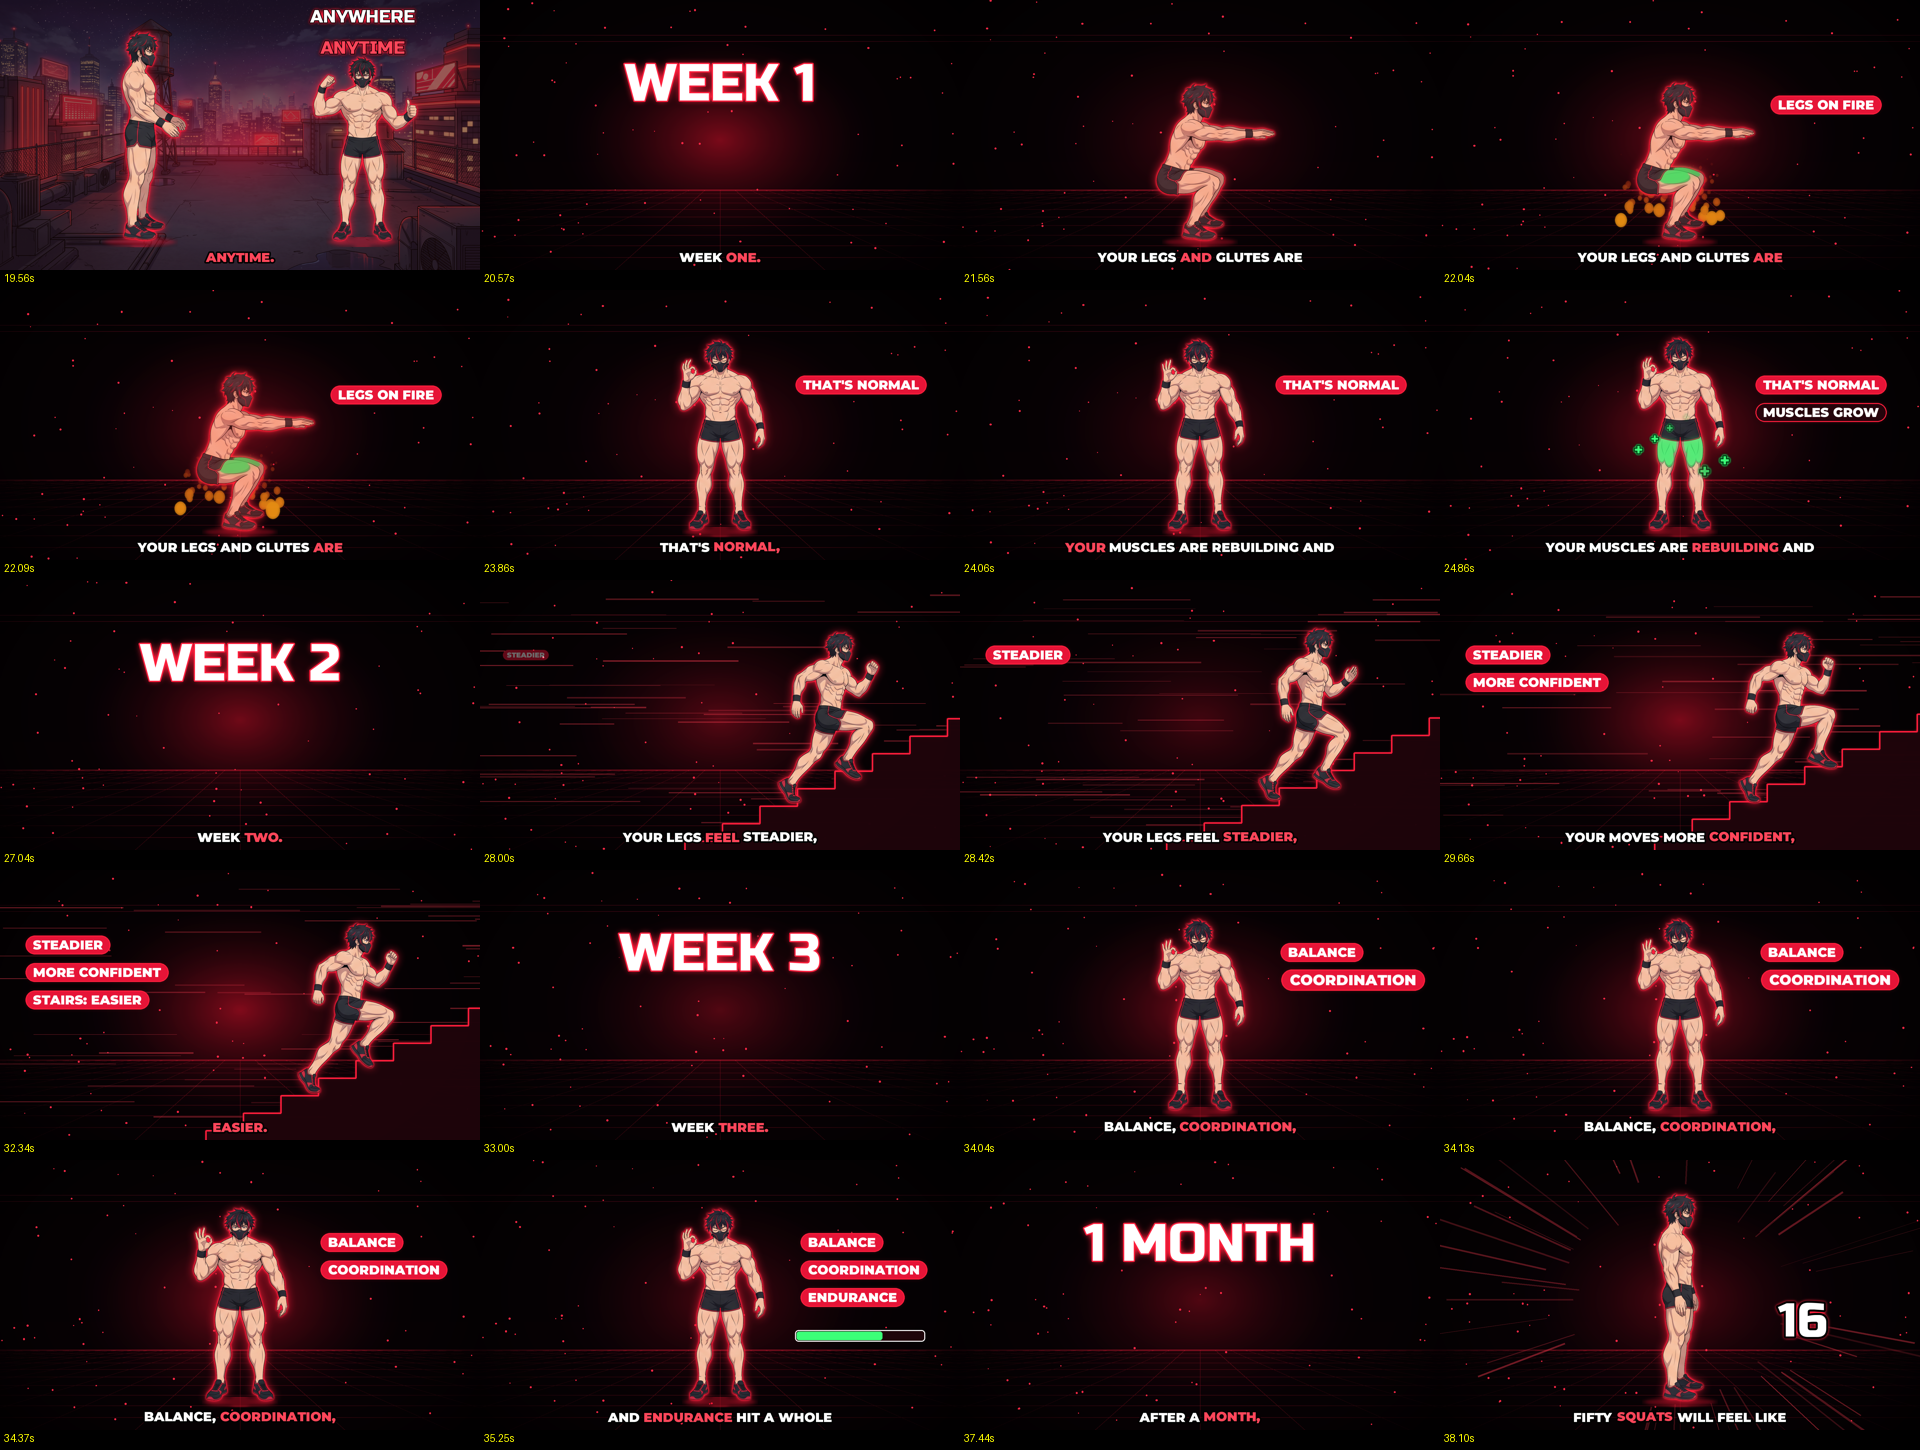 ANYWHERE
ANYTIME
ANYTIME.
19.56s
WEEK 1
WEEK ONE.
20.57s
YOUR LEGS AND GLUTES ARE
21.56s
LEGS ON FIRE
YOUR LEGS AND GLUTES ARE
22.04s
LEGS ON FIRE
YOUR LEGS AND GLUTES ARE
22.09s
THAT'S NORMAL
THAT'S NORMAL,
23.86s
THAT'S NORMAL
YOUR MUSCLES ARE REBUILDING AND
24.06s
THAT'S NORMAL
MUSCLES GROW
YOUR MUSCLES ARE REBUILDING AND
24.86s
WEEK 2
WEEK TWO.
27.04s
STEADIER
YOUR LEGS FEEL STEADIER,
28.00s
STEADIER
YOUR LEGS FEEL STEADIER,
28.42s
STEADIER
MORE CONFIDENT
YOUR MOVES MORE CONFIDENT,
29.66s
STEADIER
MORE CONFIDENT
STAIRS: EASIER
EASIER.
32.34s
WEEK 3
WEEK THREE.
33.00s
BALANCE
COORDINATION
BALANCE, COORDINATION,
34.04s
BALANCE
COORDINATION
BALANCE, COORDINATION,
34.13s
BALANCE
COORDINATION
BALANCE, COORDINATION,
34.37s
BALANCE
COORDINATION
ENDURANCE
AND ENDURANCE HIT A WHOLE
35.25s
1 MONTH
AFTER A MONTH,
37.44s
16
FIFTY SQUATS WILL FEEL LIKE
38.10s